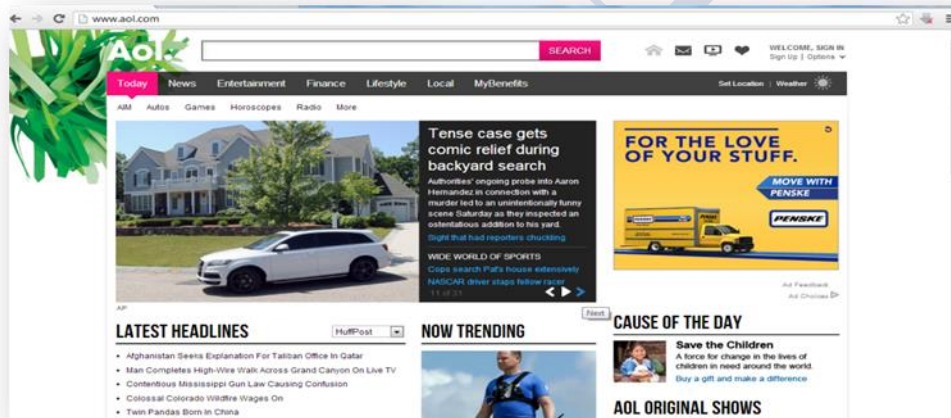 www.aol.com
Aol.
SEARCH
WELCOME, SIGN IN
Sign Up | Options
Today News Entertainment Finance Lifestyle Local MyBenefits
Set Location | Weather
AIM Autos Games Horoscopes Radio More
Tense case gets
comic relief during
backyard search
Authorities' ongoing probe into Aaron
Hernandez in connection with a
murder led to an unintentionally funny
scene Saturday as they inspected an
ostentatious addition to his yard.
Sight that had reporters chuckling
WIDE WORLD OF SPORTS
Cops search Pat's house extensively
NASCAR driver slaps fellow racer
11 of 31
Next
AP
FOR THE LOVE
OF YOUR STUFF.
MOVE WITH
PENSKE
PENSKE
Ad Feedback
Ad Choices
LATEST HEADLINES
HuffPost
Afghanistan Seeks Explanation For Taliban Office In Qatar
Man Completes High-Wire Walk Across Grand Canyon On Live TV
Contentious Mississippi Gun Law Causing Confusion
Colossal Colorado Wildfire Wages On
Twin Pandas Born In China
NOW TRENDING
CAUSE OF THE DAY
Save the Children
A force for change in the lives of
children in need around the world.
Buy a gift and make a difference
AOL ORIGINAL SHOWS